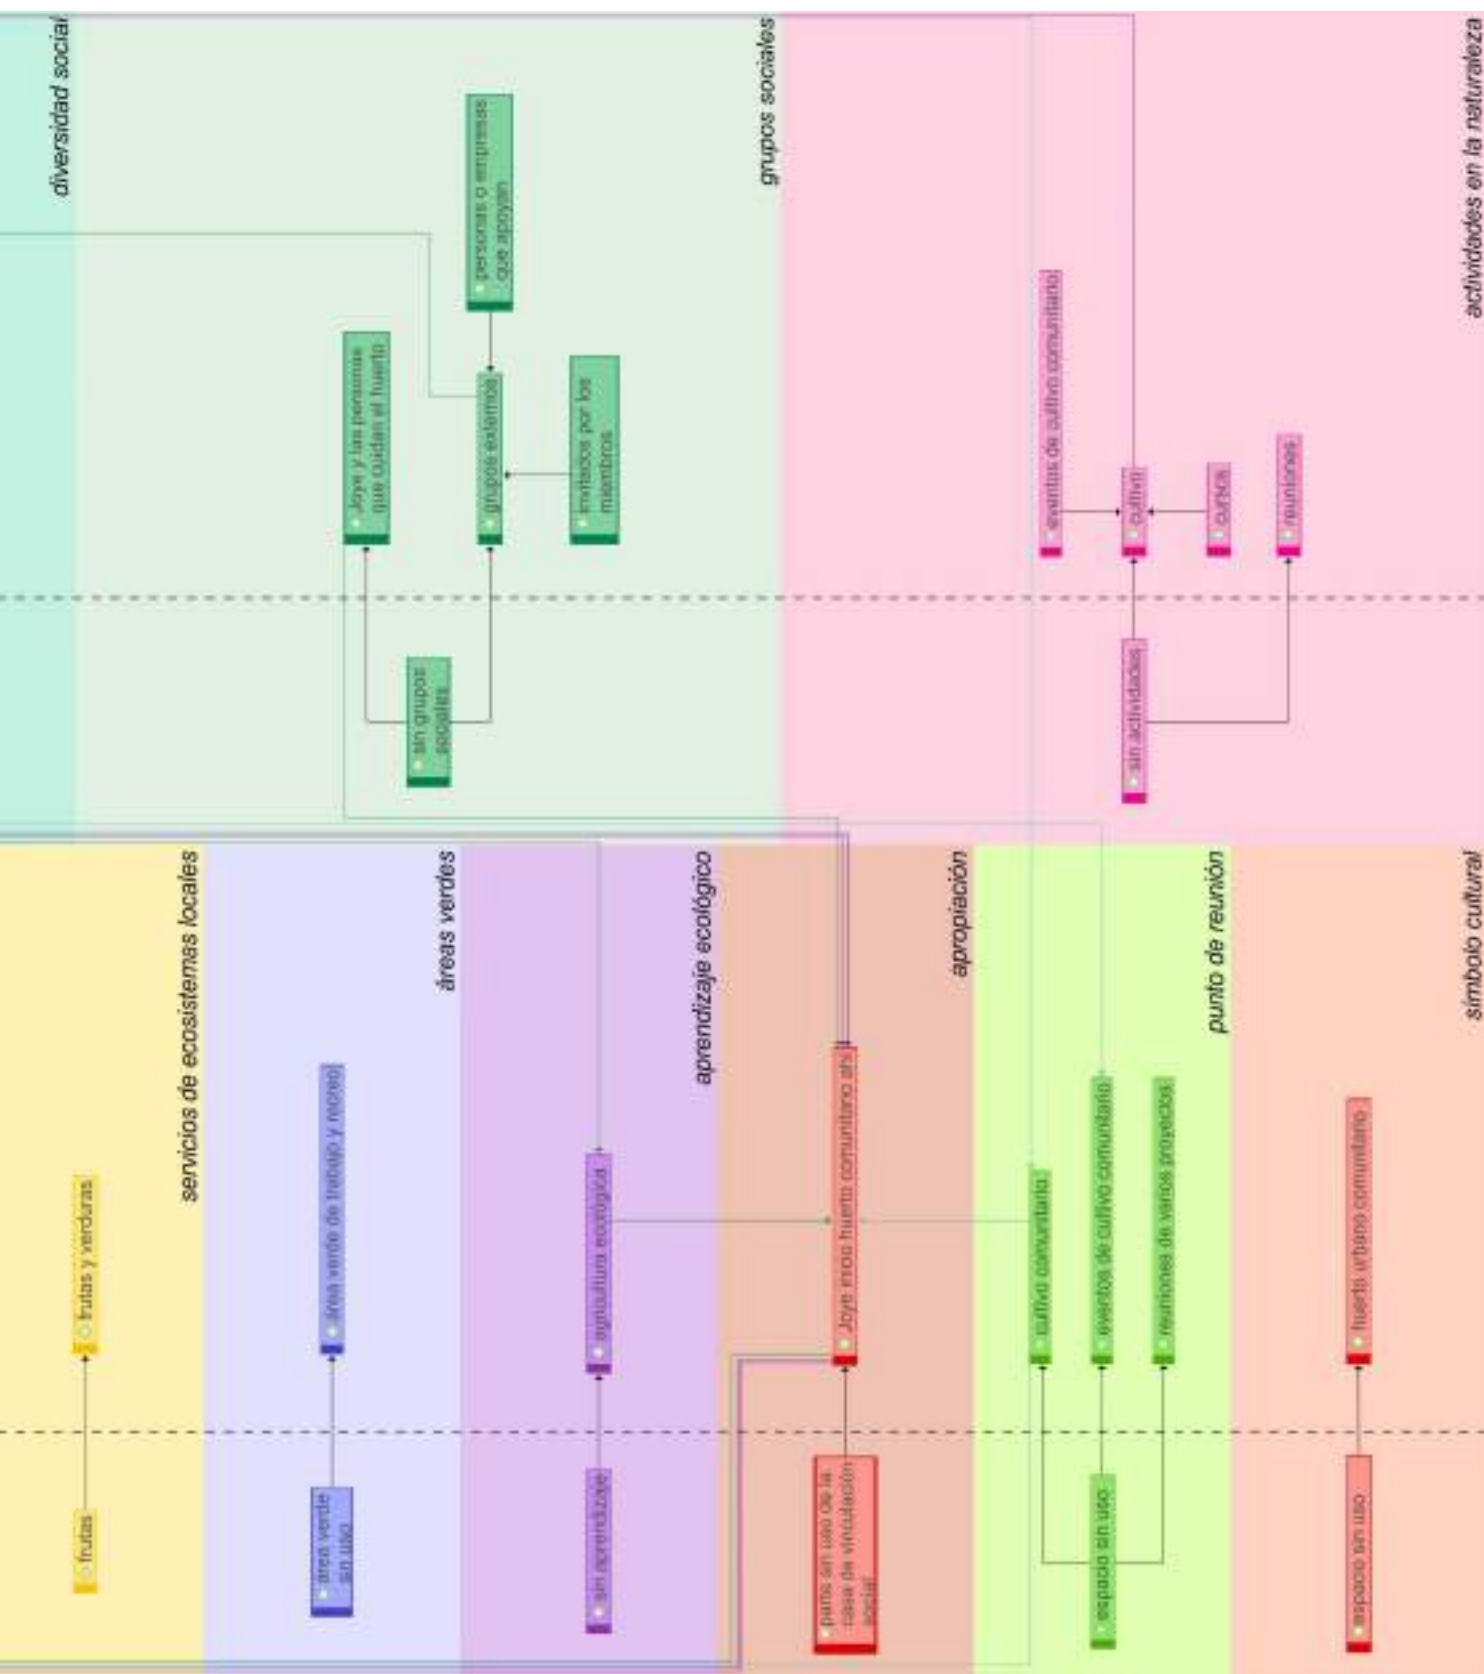 diversidad social
Joye y las personas
que cuidan el huerto
sin grupos
sociales
grupos externos
personas o empresas
que apoyan
invitados por los
miembros
grupos sociales
eventos de cultivo comunitario
sin actividades
cultivo
cursos
reuniones
actividades en la naturaleza
frutas
frutas y verduras
servicios de ecosistemas locales
área verde
sin uso
área verde de trabajo y recreo
áreas verdes
sin aprendizaje
agricultura ecológica
aprendizaje ecológico
parte sin uso de la
casa de vinculación
social
Joye inicio huerto comunitario ahí
apropiación
cultivo comunitario
espacio sin uso
eventos de cultivo comunitario
reuniones de varios proyectos
punto de reunión
espacio sin uso
huerto urbano comunitario
símbolo cultural